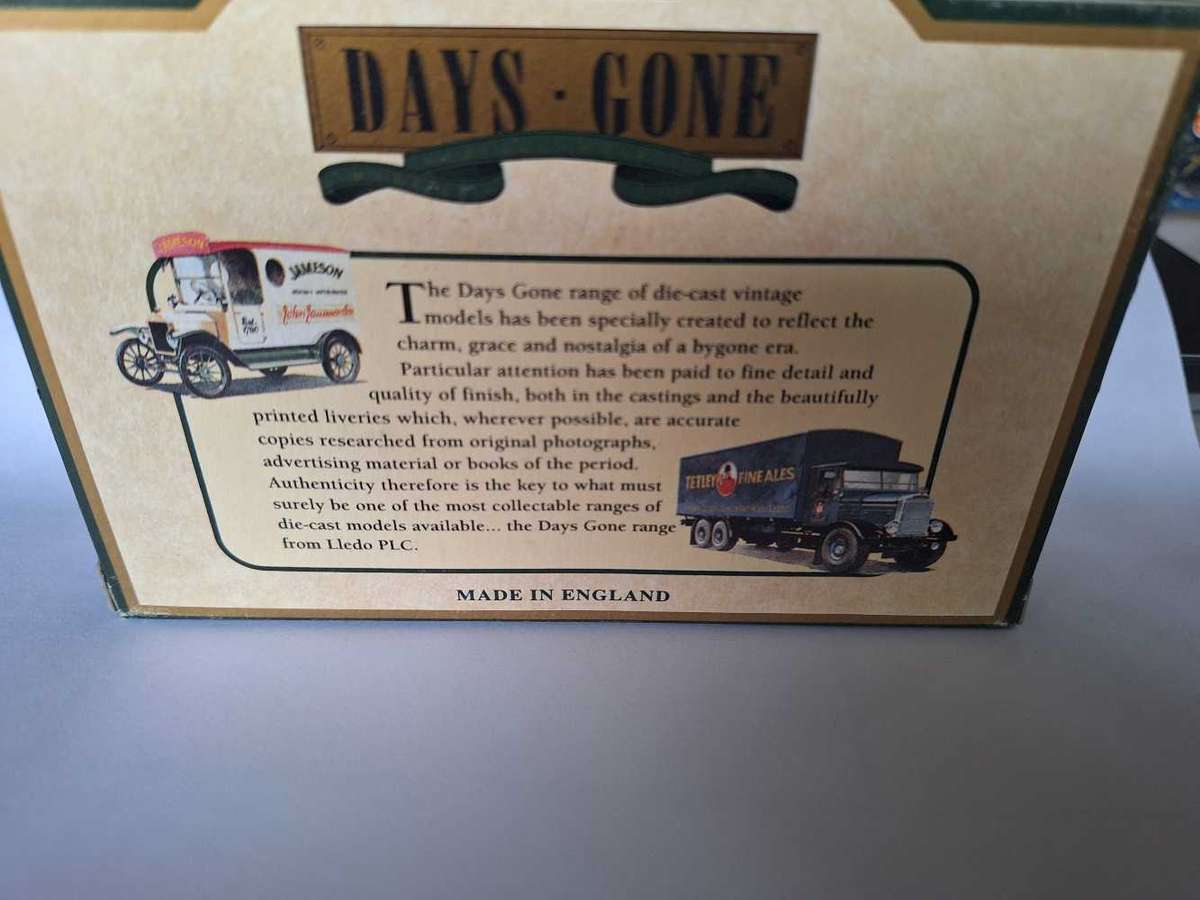 DAYS · GONE
JAMESON
JAMESON
The Days Gone range of die-cast vintage
models has been specially created to reflect the
charm, grace and nostalgia of a bygone era.
Particular attention has been paid to fine detail and
quality of finish, both in the castings and the beautifully
printed liveries which, wherever possible, are accurate
copies researched from original photographs,
advertising material or books of the period.
Authenticity therefore is the key to what must
surely be one of the most collectable ranges of
die-cast models available... the Days Gone range
from Lledo PLC.
TETLEY FINE ALES
MADE IN ENGLAND